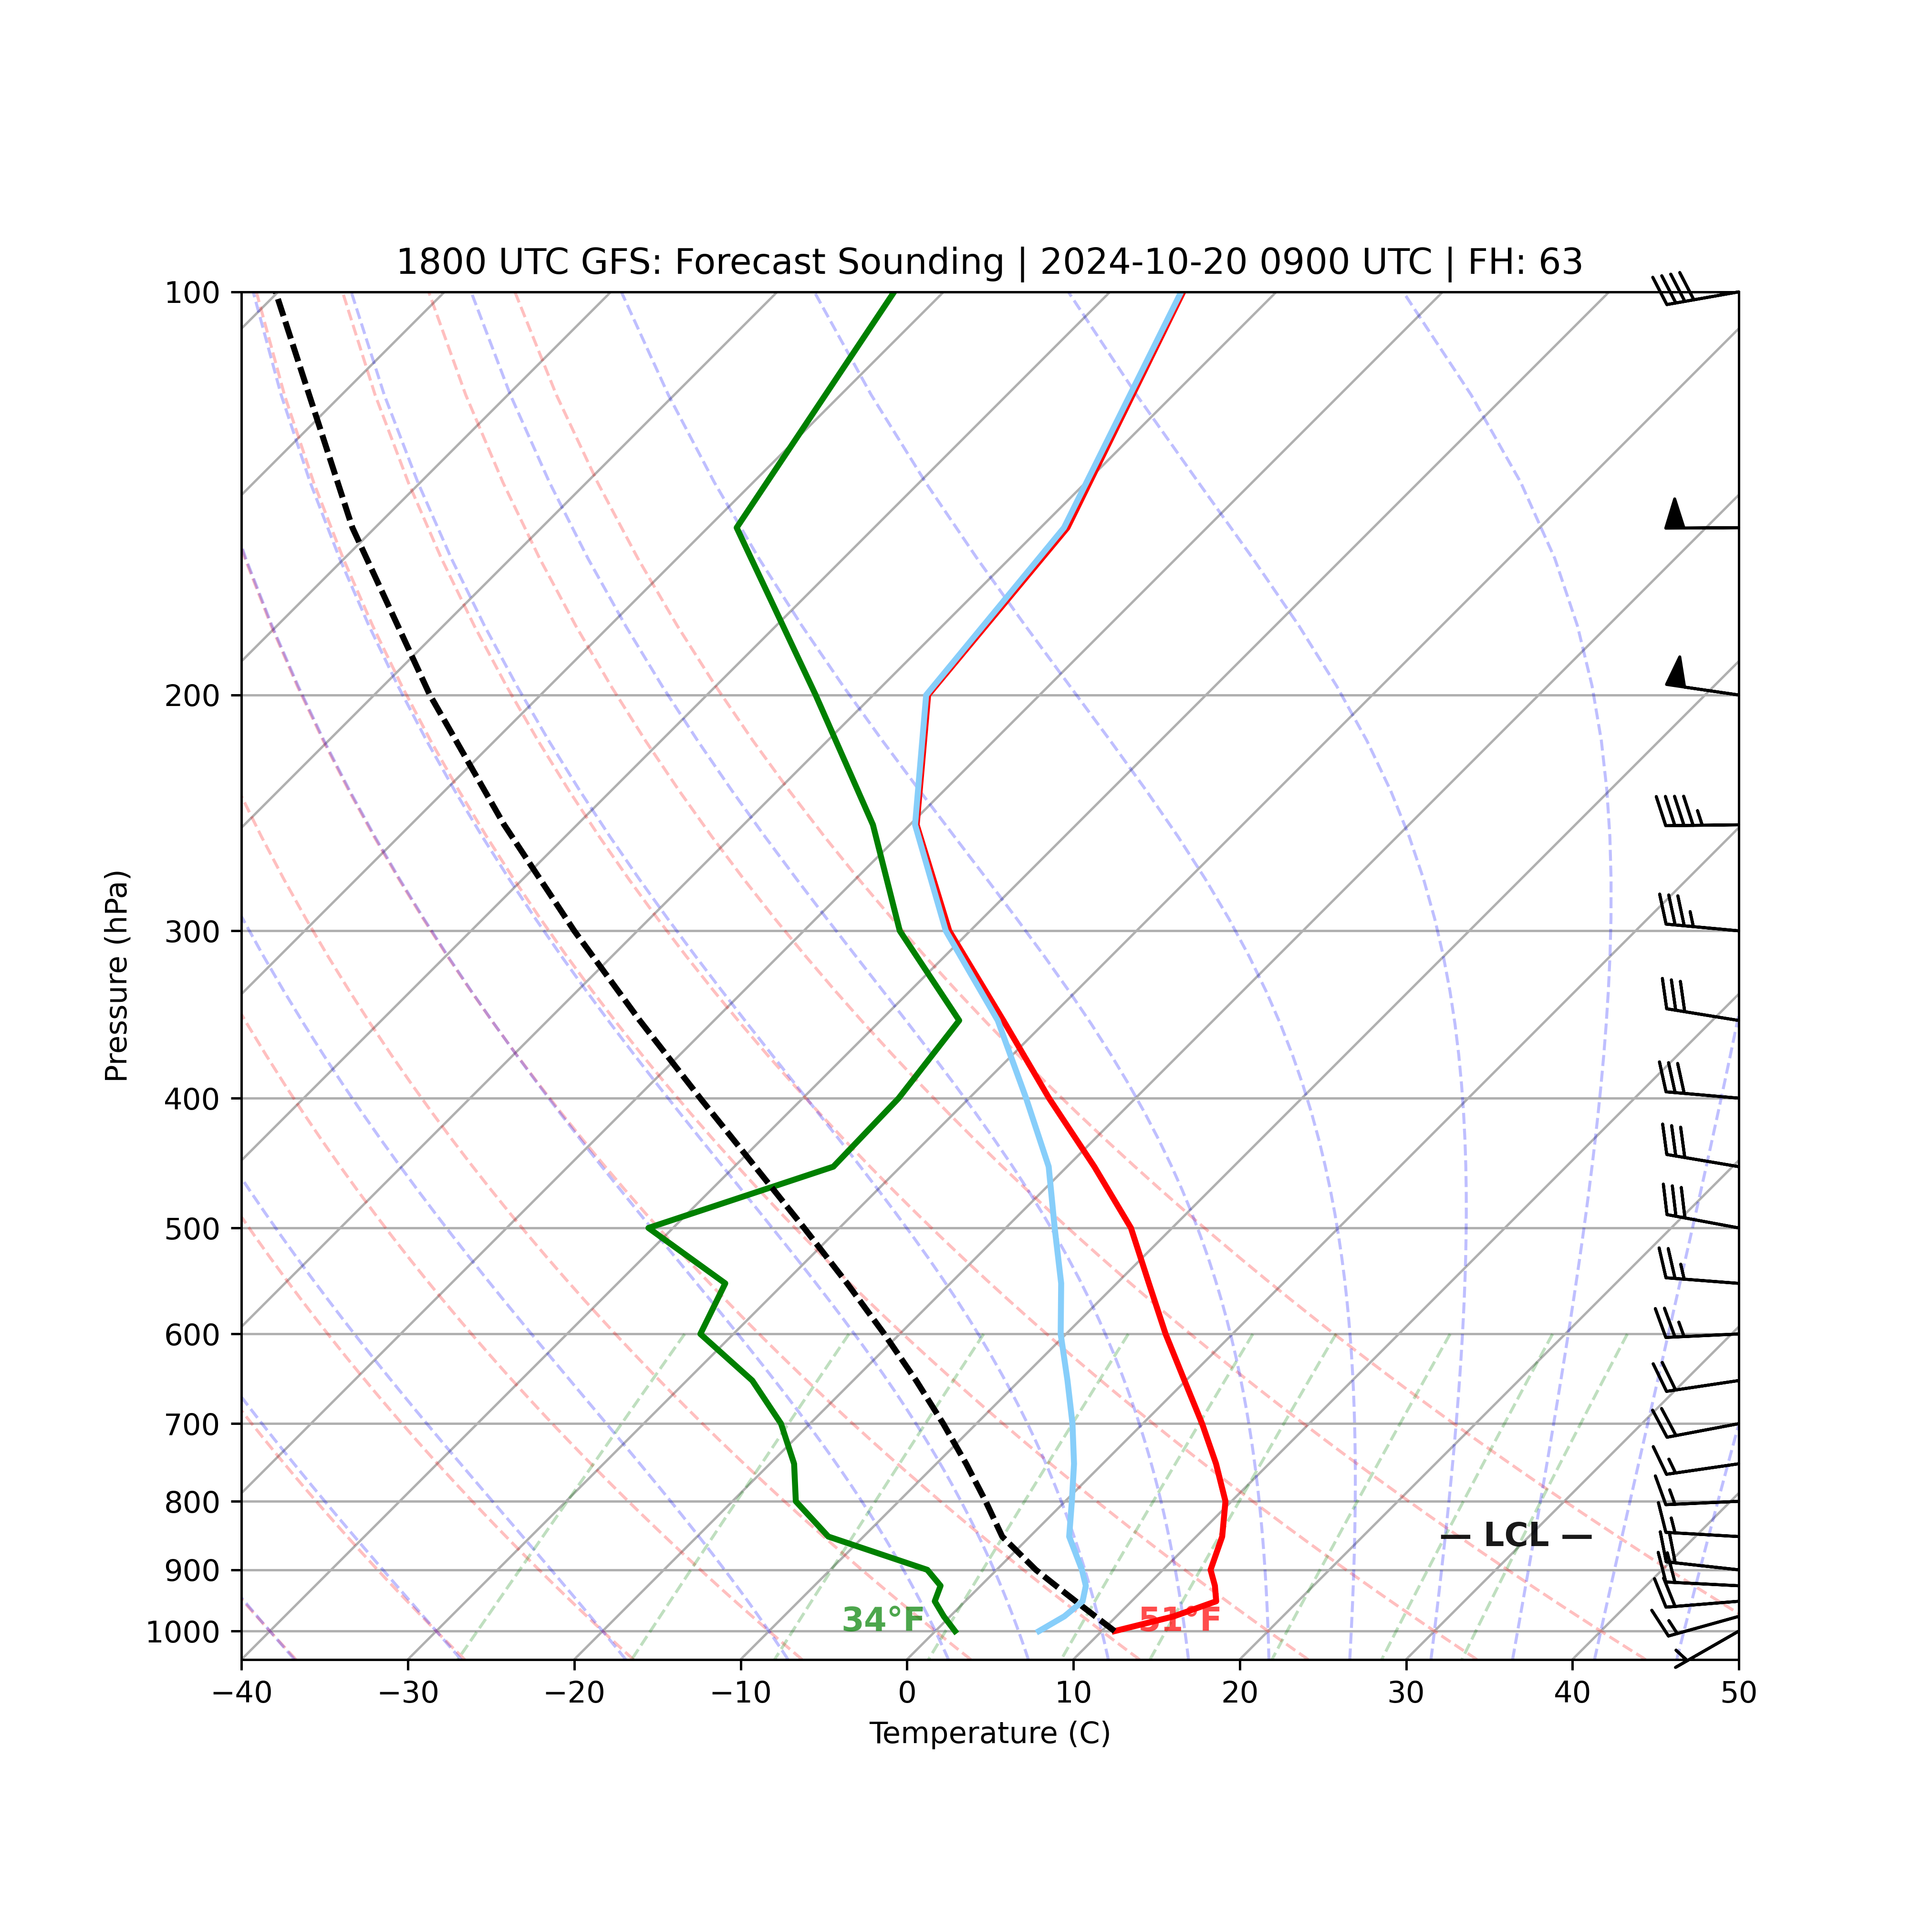 1800 UTC GFS: Forecast Sounding | 2024-10-20 0900 UTC | FH: 63
100
200
300
400
500
600
700
800
900
1000
Pressure (hPa)
— LCL —
34°F
51°F
−40 −30 −20 −10 0 10 20 30 40 50
Temperature (C)